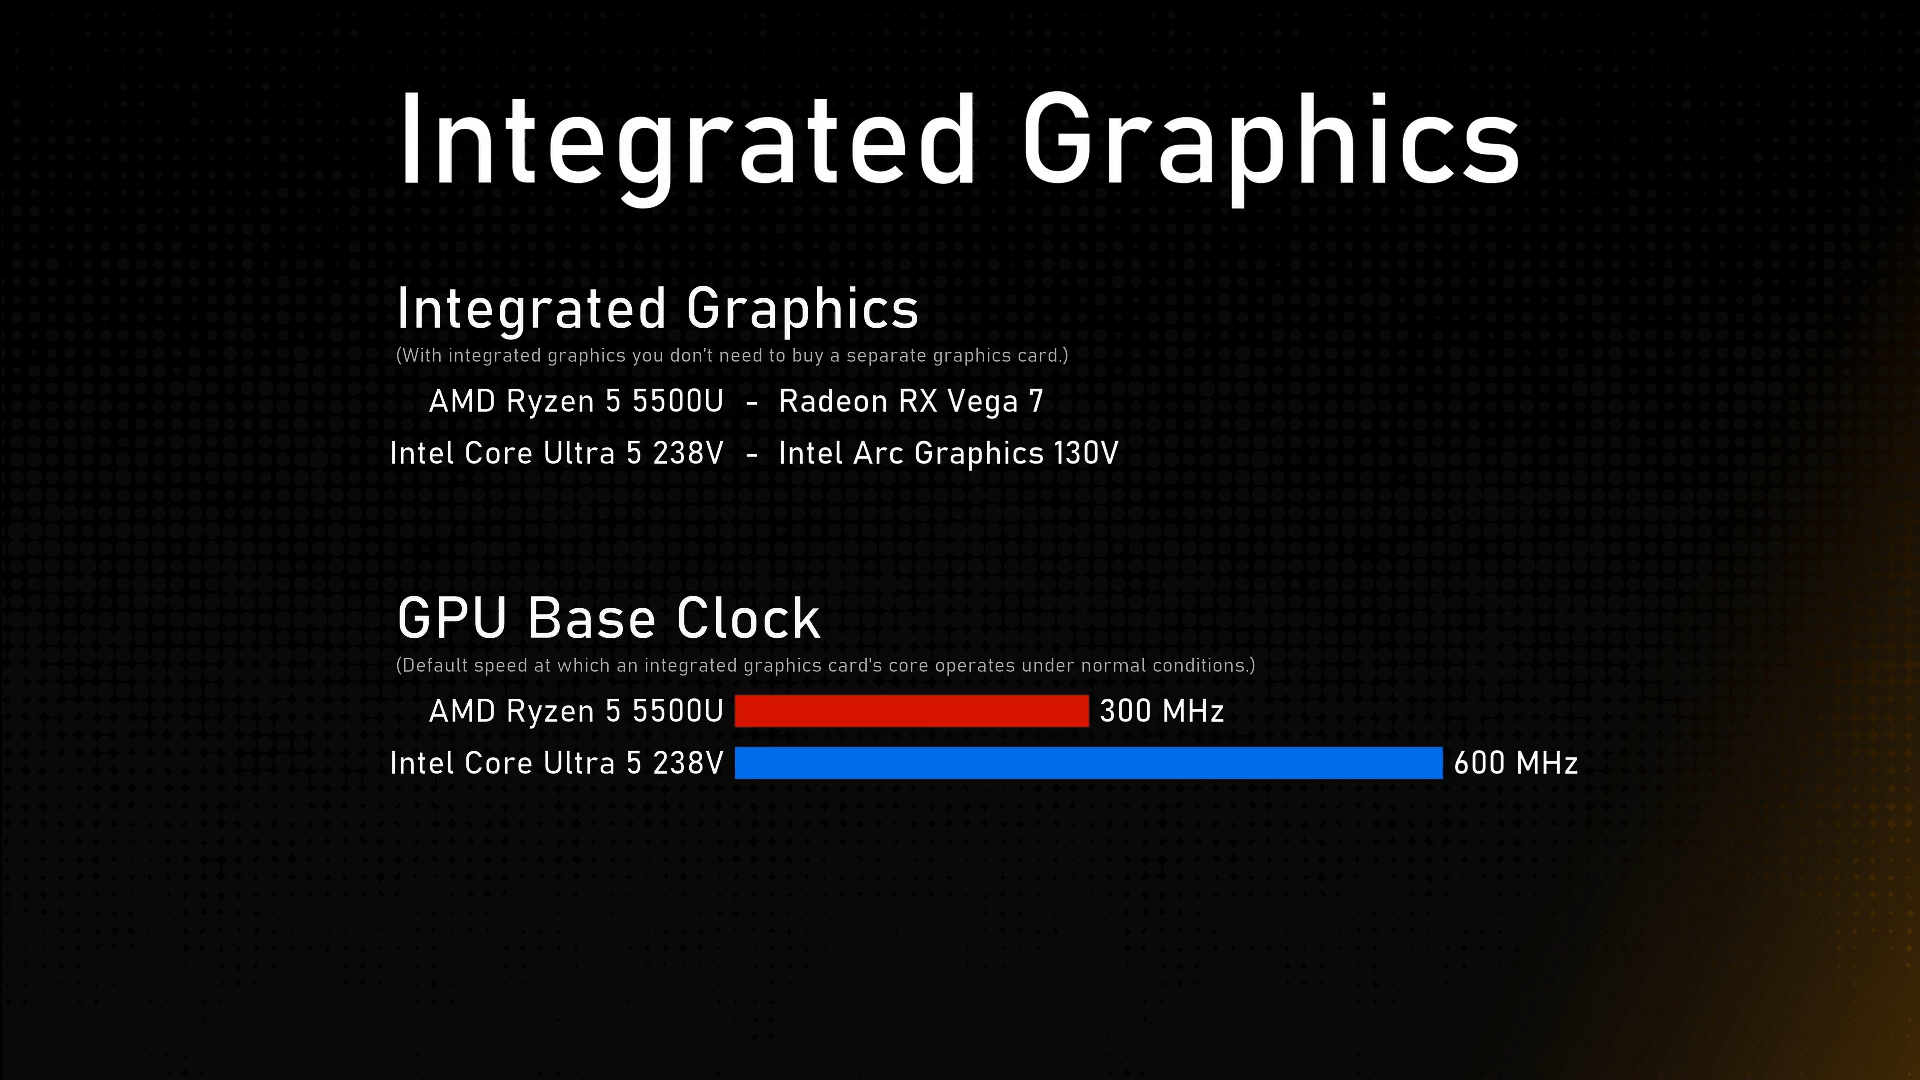 Integrated Graphics
Integrated Graphics
(With integrated graphics you don't need to buy a separate graphics card.)
AMD Ryzen 5 5500U - Radeon RX Vega 7
Intel Core Ultra 5 238V - Intel Arc Graphics 130V
GPU Base Clock
(Default speed at which an integrated graphics card's core operates under normal conditions.)
AMD Ryzen 5 5500U 300 MHz
Intel Core Ultra 5 238V 600 MHz